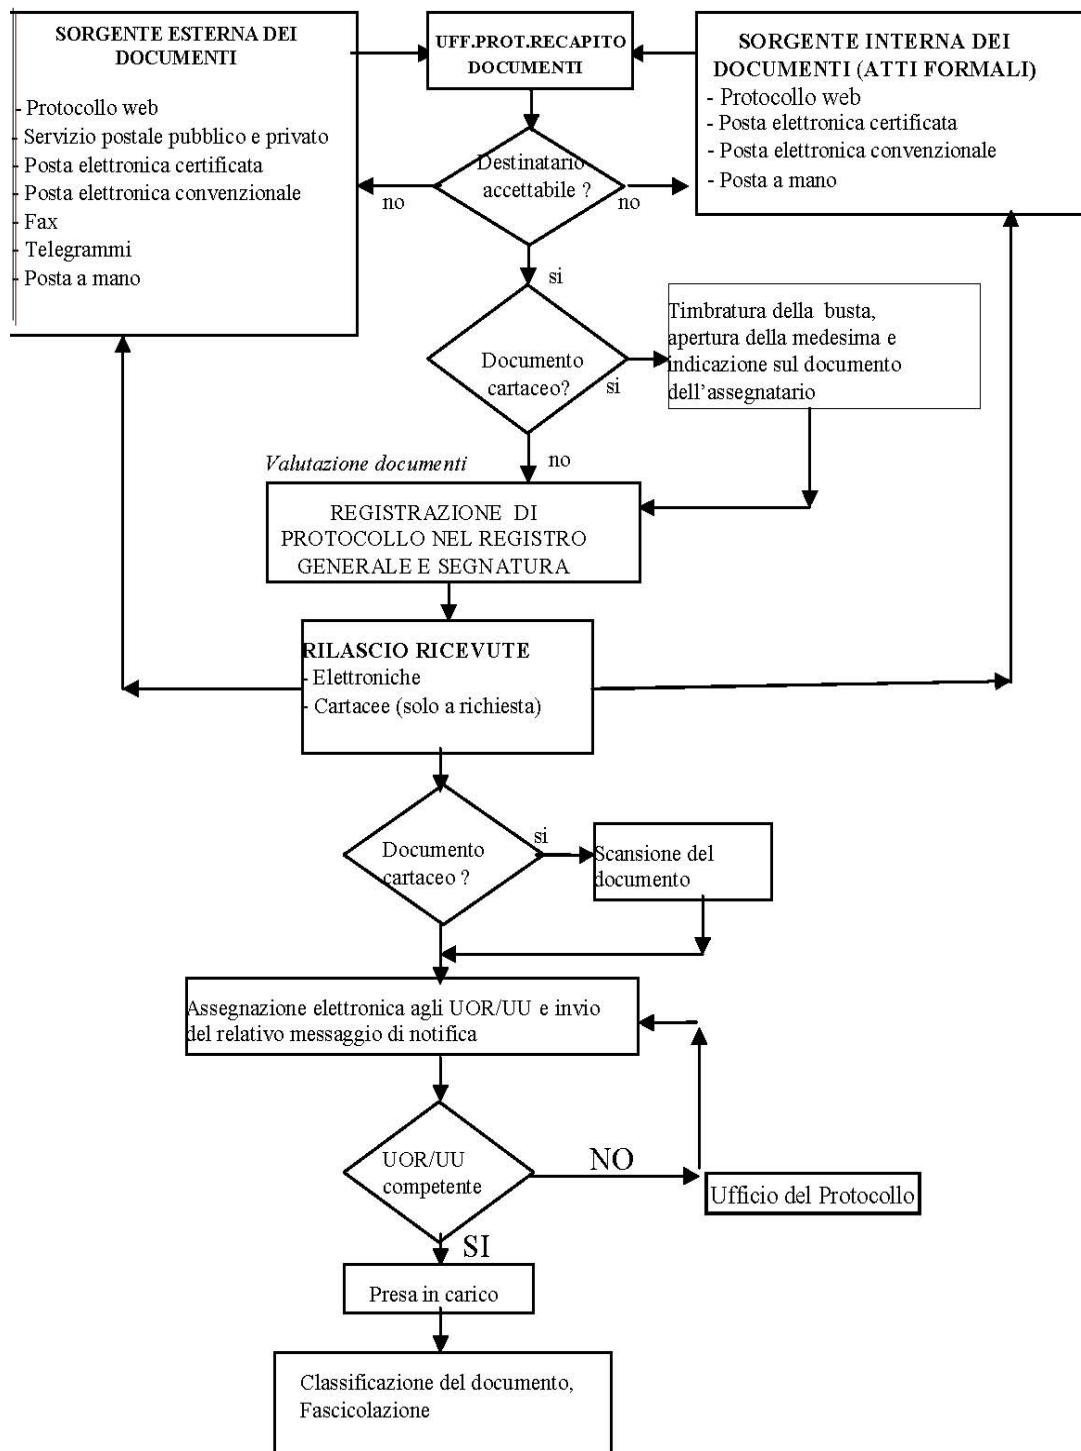 SORGENTE ESTERNA DEI
DOCUMENTI
- Protocollo web
- Servizio postale pubblico e privato
- Posta elettronica certificata
- Posta elettronica convenzionale
- Fax
- Telegrammi
- Posta a mano
UFF.PROT.RECAPITO
DOCUMENTI
SORGENTE INTERNA DEI
DOCUMENTI (ATTI FORMALI)
- Protocollo web
- Posta elettronica certificata
- Posta elettronica convenzionale
- Posta a mano
Destinatario
accettabile ?
no
no
si
Documento
cartaceo?
si
Timbratura della busta,
apertura della medesima e
indicazione sul documento
dell’assegnatario
no
Valutazione documenti
REGISTRAZIONE DI
PROTOCOLLO NEL REGISTRO
GENERALE E SEGNATURA
RILASCIO RICEVUTE
- Elettroniche
- Cartacee (solo a richiesta)
Documento
cartaceo ?
si
Scansione del
documento
Assegnazione elettronica agli UOR/UU e invio
del relativo messaggio di notifica
UOR/UU
competente
NO
Ufficio del Protocollo
SI
Presa in carico
Classificazione del documento,
Fascicolazione